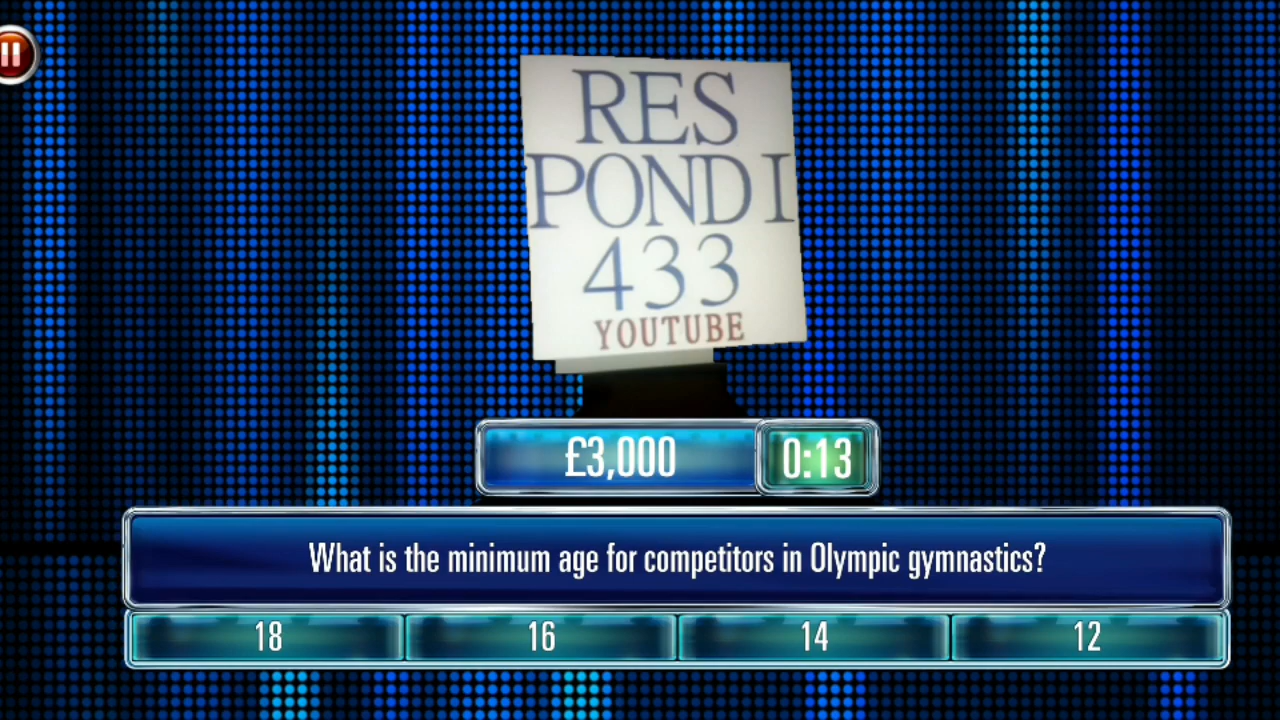 RES
POND I
433
YOUTUBE
£3,000 0:13
What is the minimum age for competitors in Olympic gymnastics?
18 16 14 12